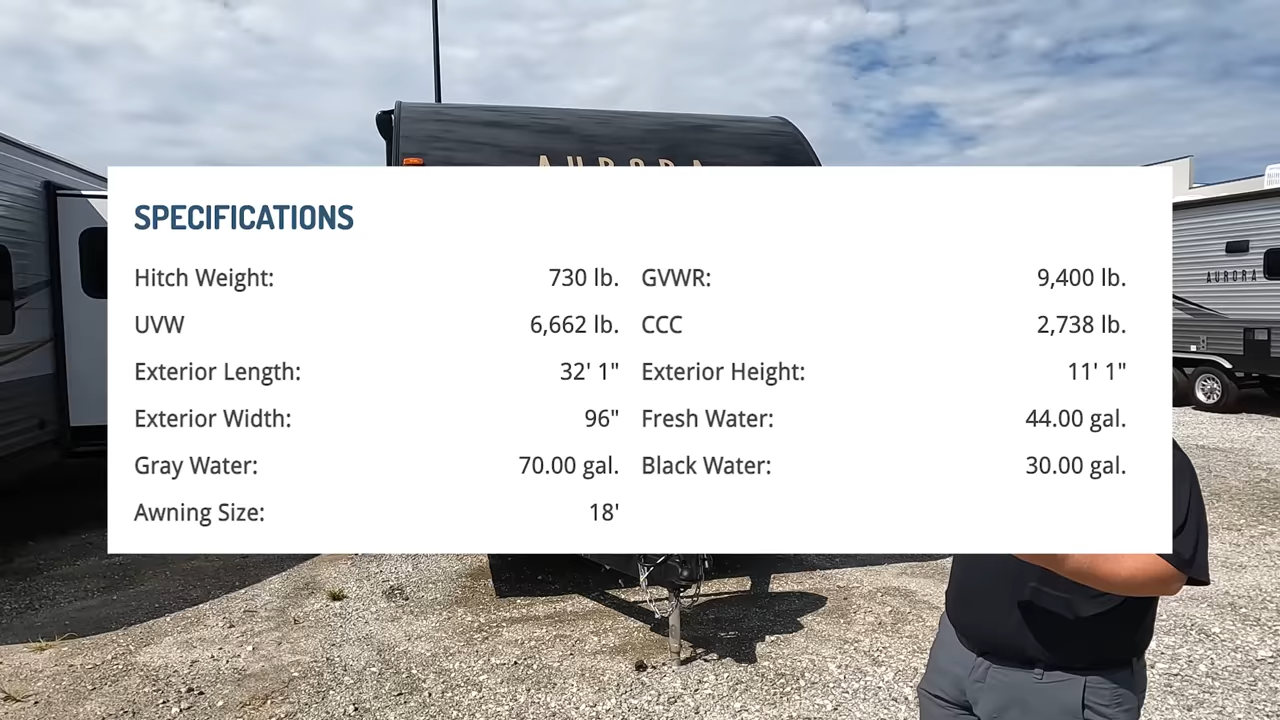 AURORA
SPECIFICATIONS
Hitch Weight: 730 lb. GVWR: 9,400 lb.
UVW 6,662 lb. CCC 2,738 lb.
Exterior Length: 32' 1" Exterior Height: 11' 1"
Exterior Width: 96" Fresh Water: 44.00 gal.
Gray Water: 70.00 gal. Black Water: 30.00 gal.
Awning Size: 18'
AURORA